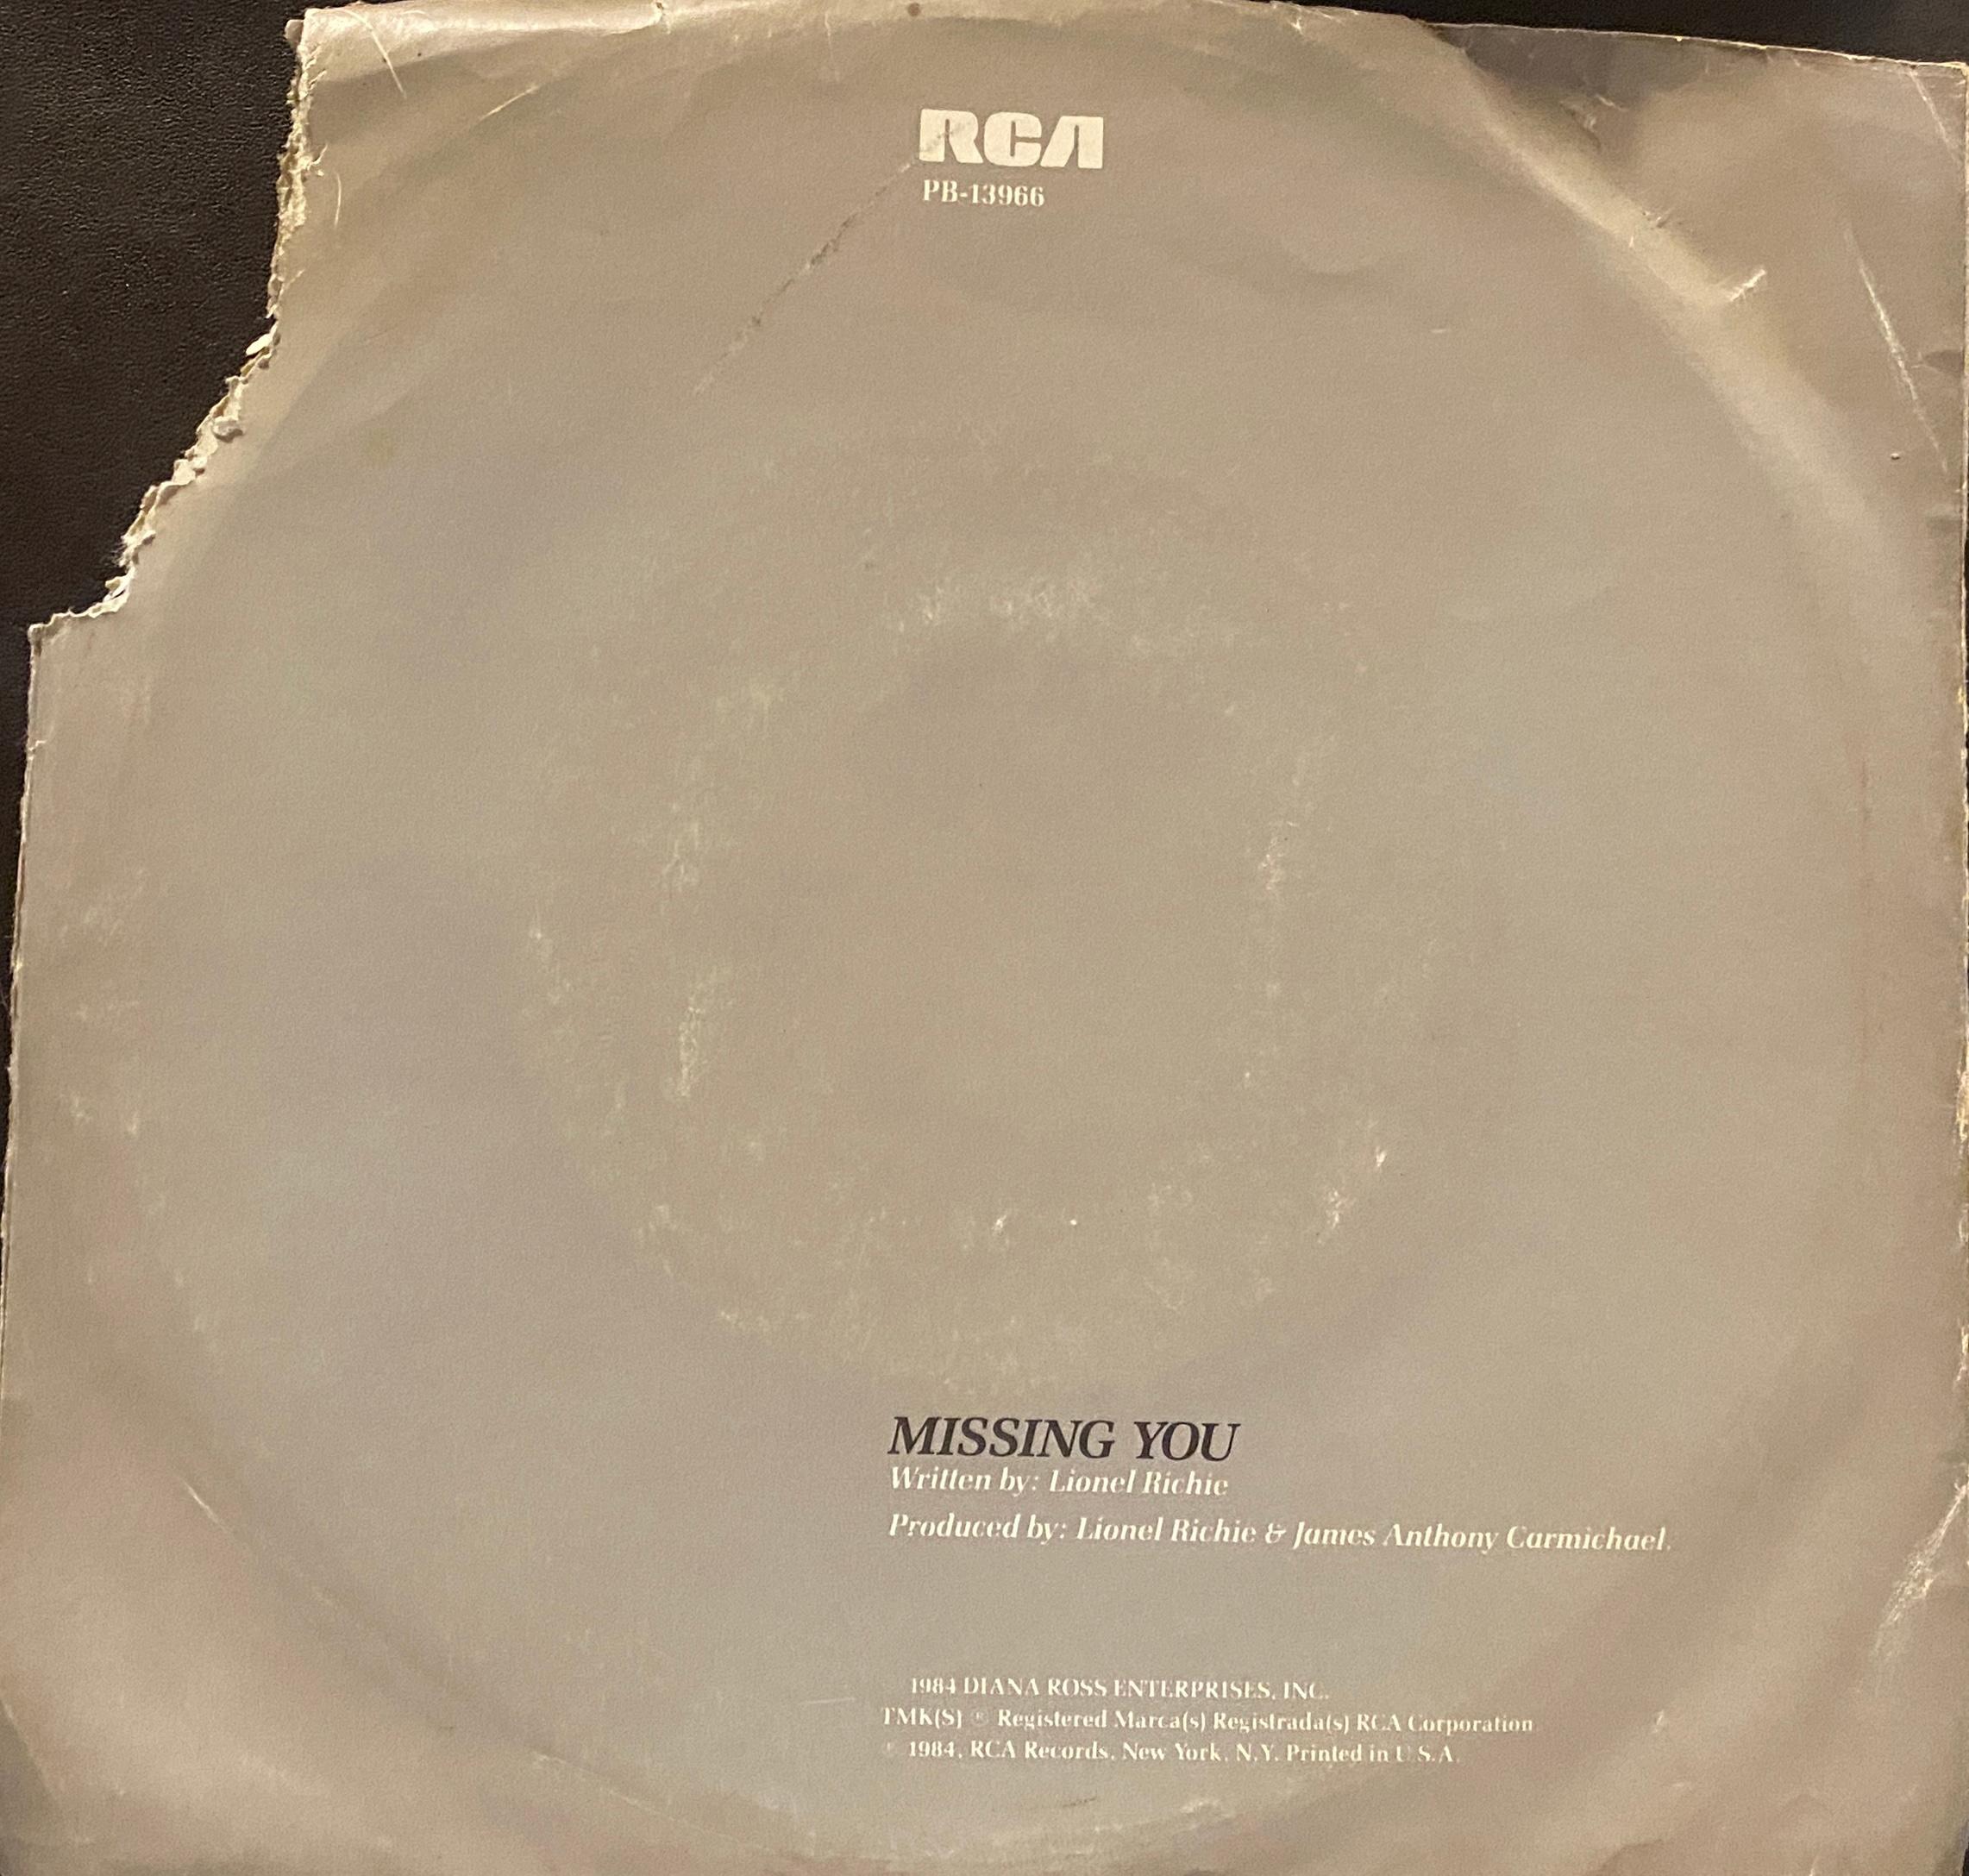 RCA
PB-13966
MISSING YOU
Written by: Lionel Richie
Produced by: Lionel Richie & James Anthony Carmichael.
1984 DIANA ROSS ENTERPRISES, INC.
TMK(S) ® Registered Marca(s) Registrada(s) RCA Corporation
1984, RCA Records, New York, N.Y. Printed in U.S.A.